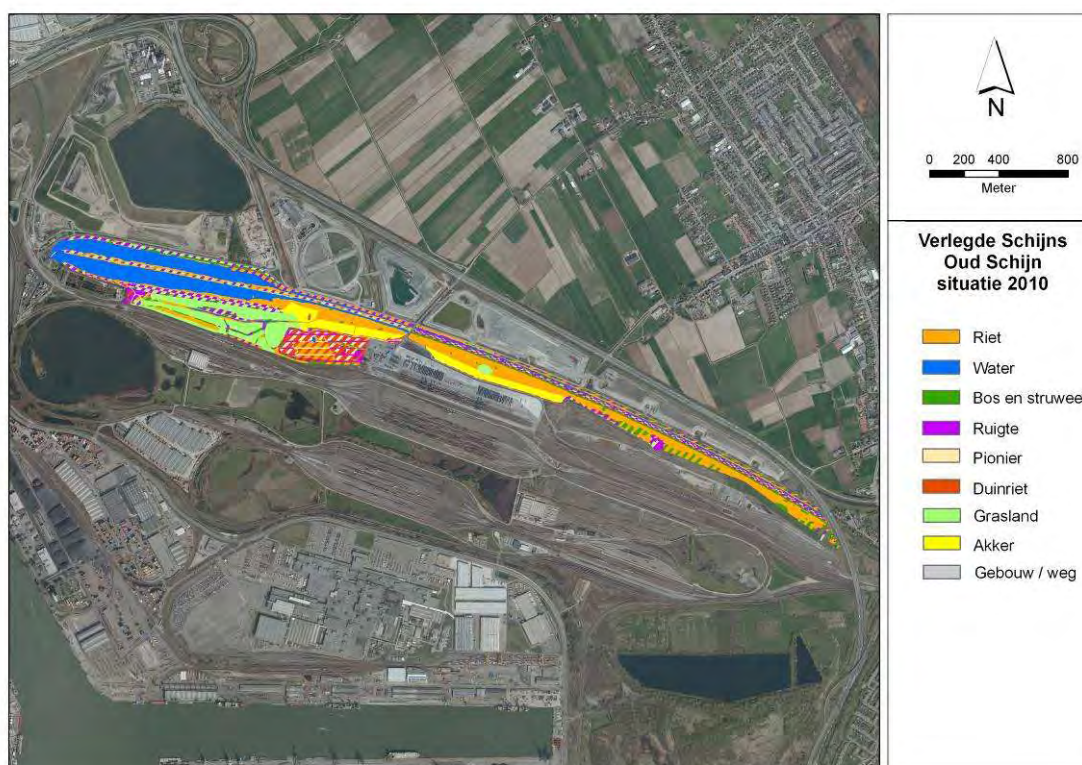 N
0 200 400 800
Meter
Verlegde Schijns
Oud Schijn
situatie 2010
Riet
Water
Bos en struwee
Ruigte
Pionier
Duinriet
Grasland
Akker
Gebouw / weg